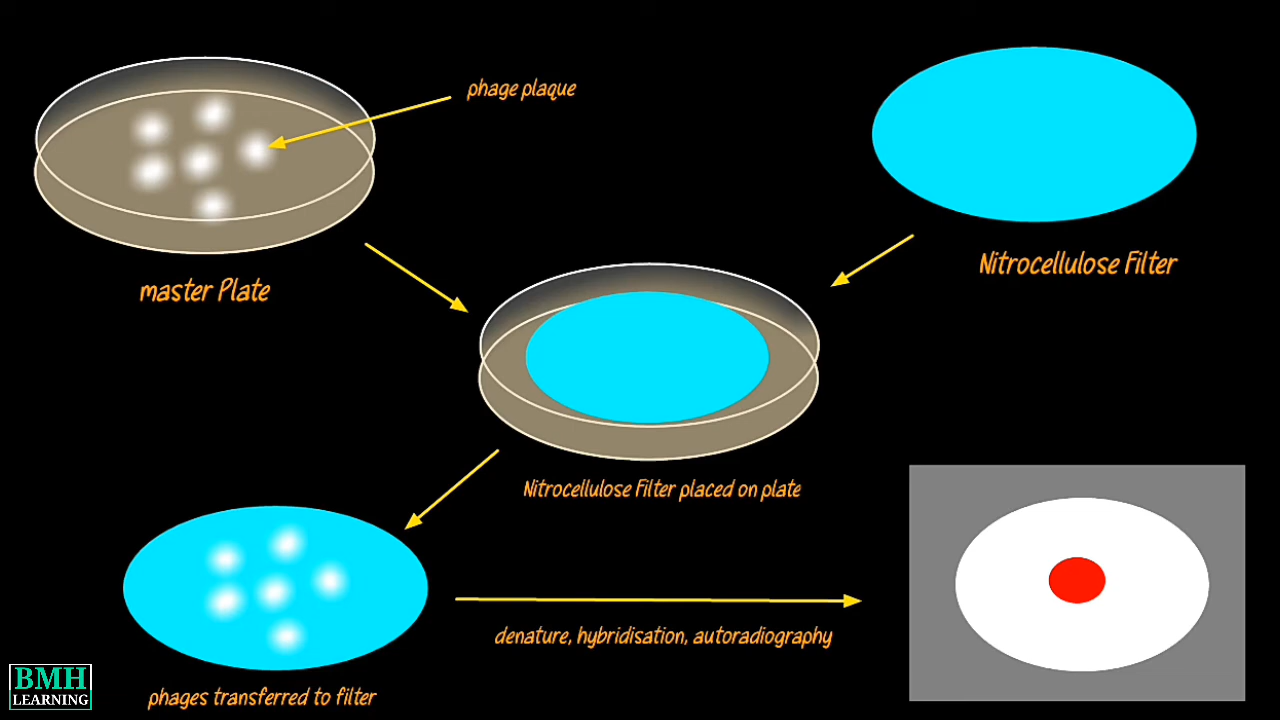 phage plaque
master Plate
Nitrocellulose Filter
Nitrocellulose Filter placed on plate
denature, hybridisation, autoradiography
phages transferred to filter
BMH
LEARNING